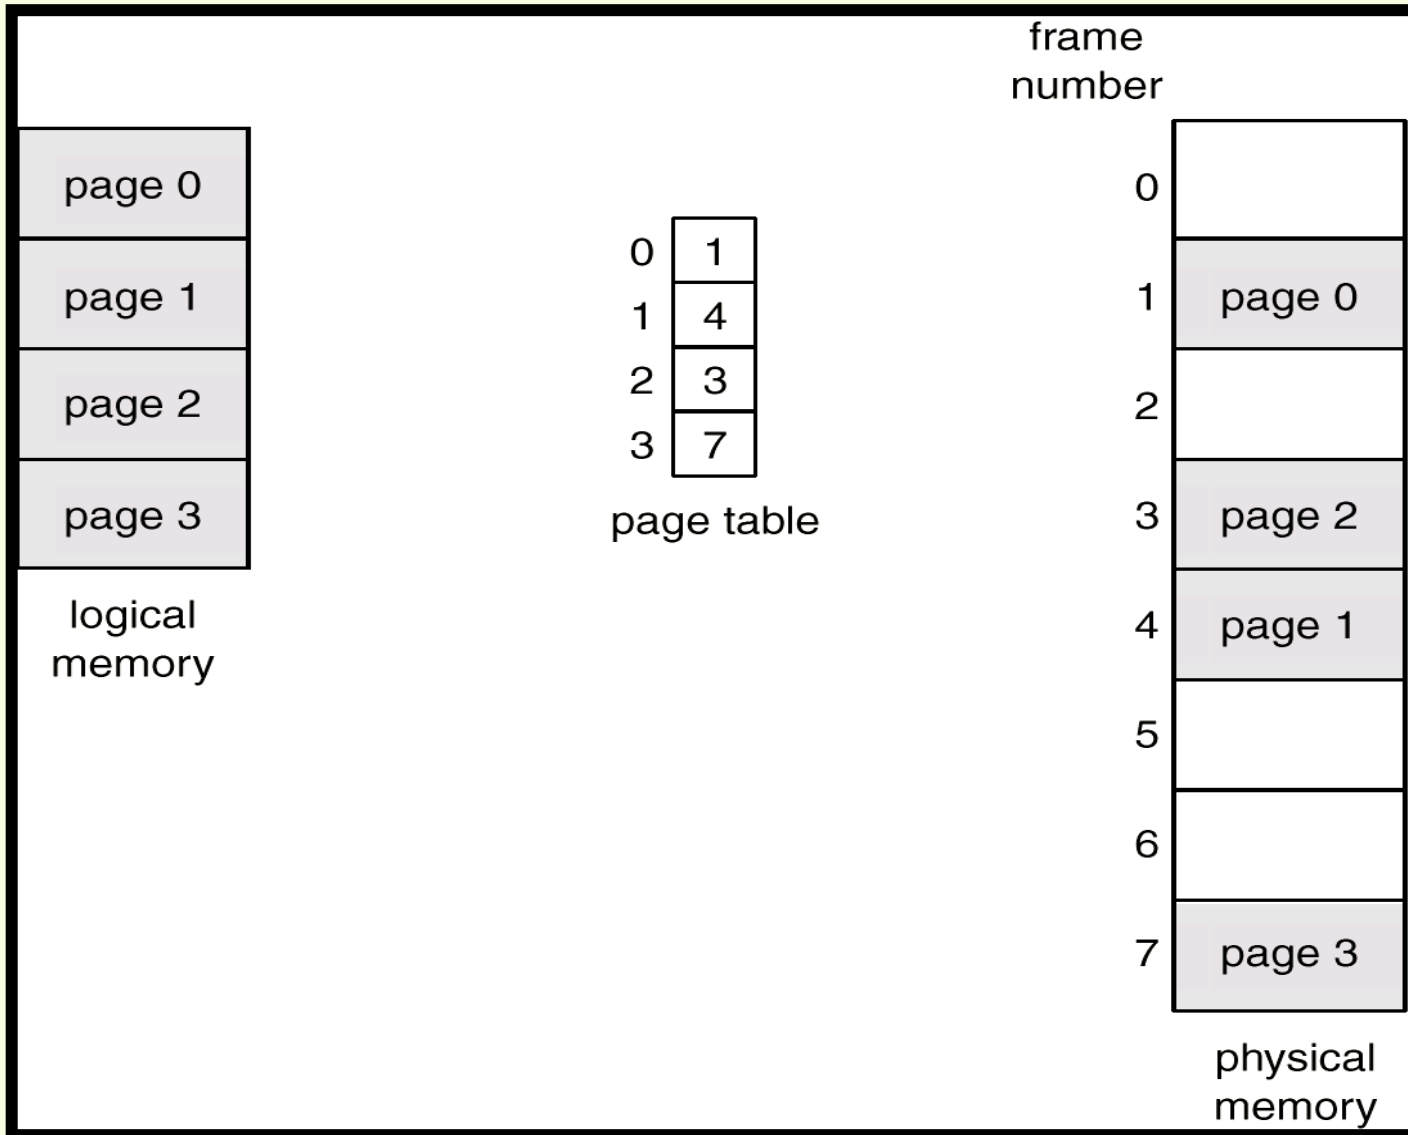 frame
number
page 0
page 1
page 2
page 3
logical
memory
0 1
1 4
2 3
3 7
page table
0
1 page 0
2
3 page 2
4 page 1
5
6
7 page 3
physical
memory